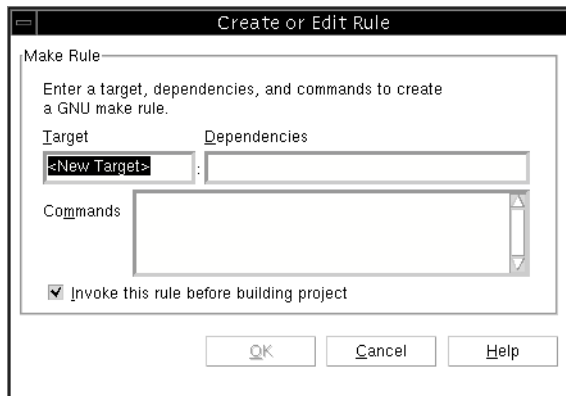 Create or Edit Rule
Make Rule
Enter a target, dependencies, and commands to create
a GNU make rule.
Target Dependencies
<New Target> :
Commands
Invoke this rule before building project
OK Cancel Help